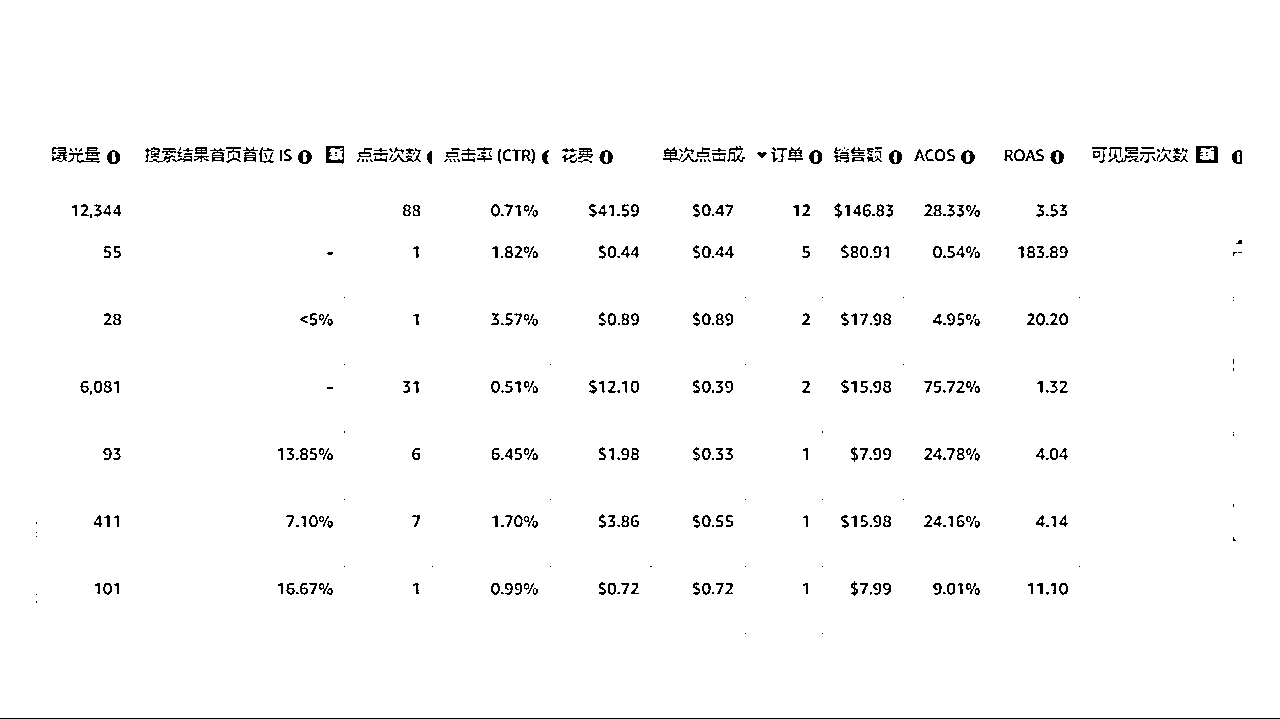 曝光量 搜索结果首页首位 IS 新 点击次数 点击率 (CTR) 花费 单次点击成 订单 销售额 ACOS ROAS 可见展示次数 新
12,344 88 0.71% $41.59 $0.47 12 $146.83 28.33% 3.53
55 - 1 1.82% $0.44 $0.44 5 $80.91 0.54% 183.89
28 <5% 1 3.57% $0.89 $0.89 2 $17.98 4.95% 20.20
6,081 - 31 0.51% $12.10 $0.39 2 $15.98 75.72% 1.32
93 13.85% 6 6.45% $1.98 $0.33 1 $7.99 24.78% 4.04
411 7.10% 7 1.70% $3.86 $0.55 1 $15.98 24.16% 4.14
101 16.67% 1 0.99% $0.72 $0.72 1 $7.99 9.01% 11.10